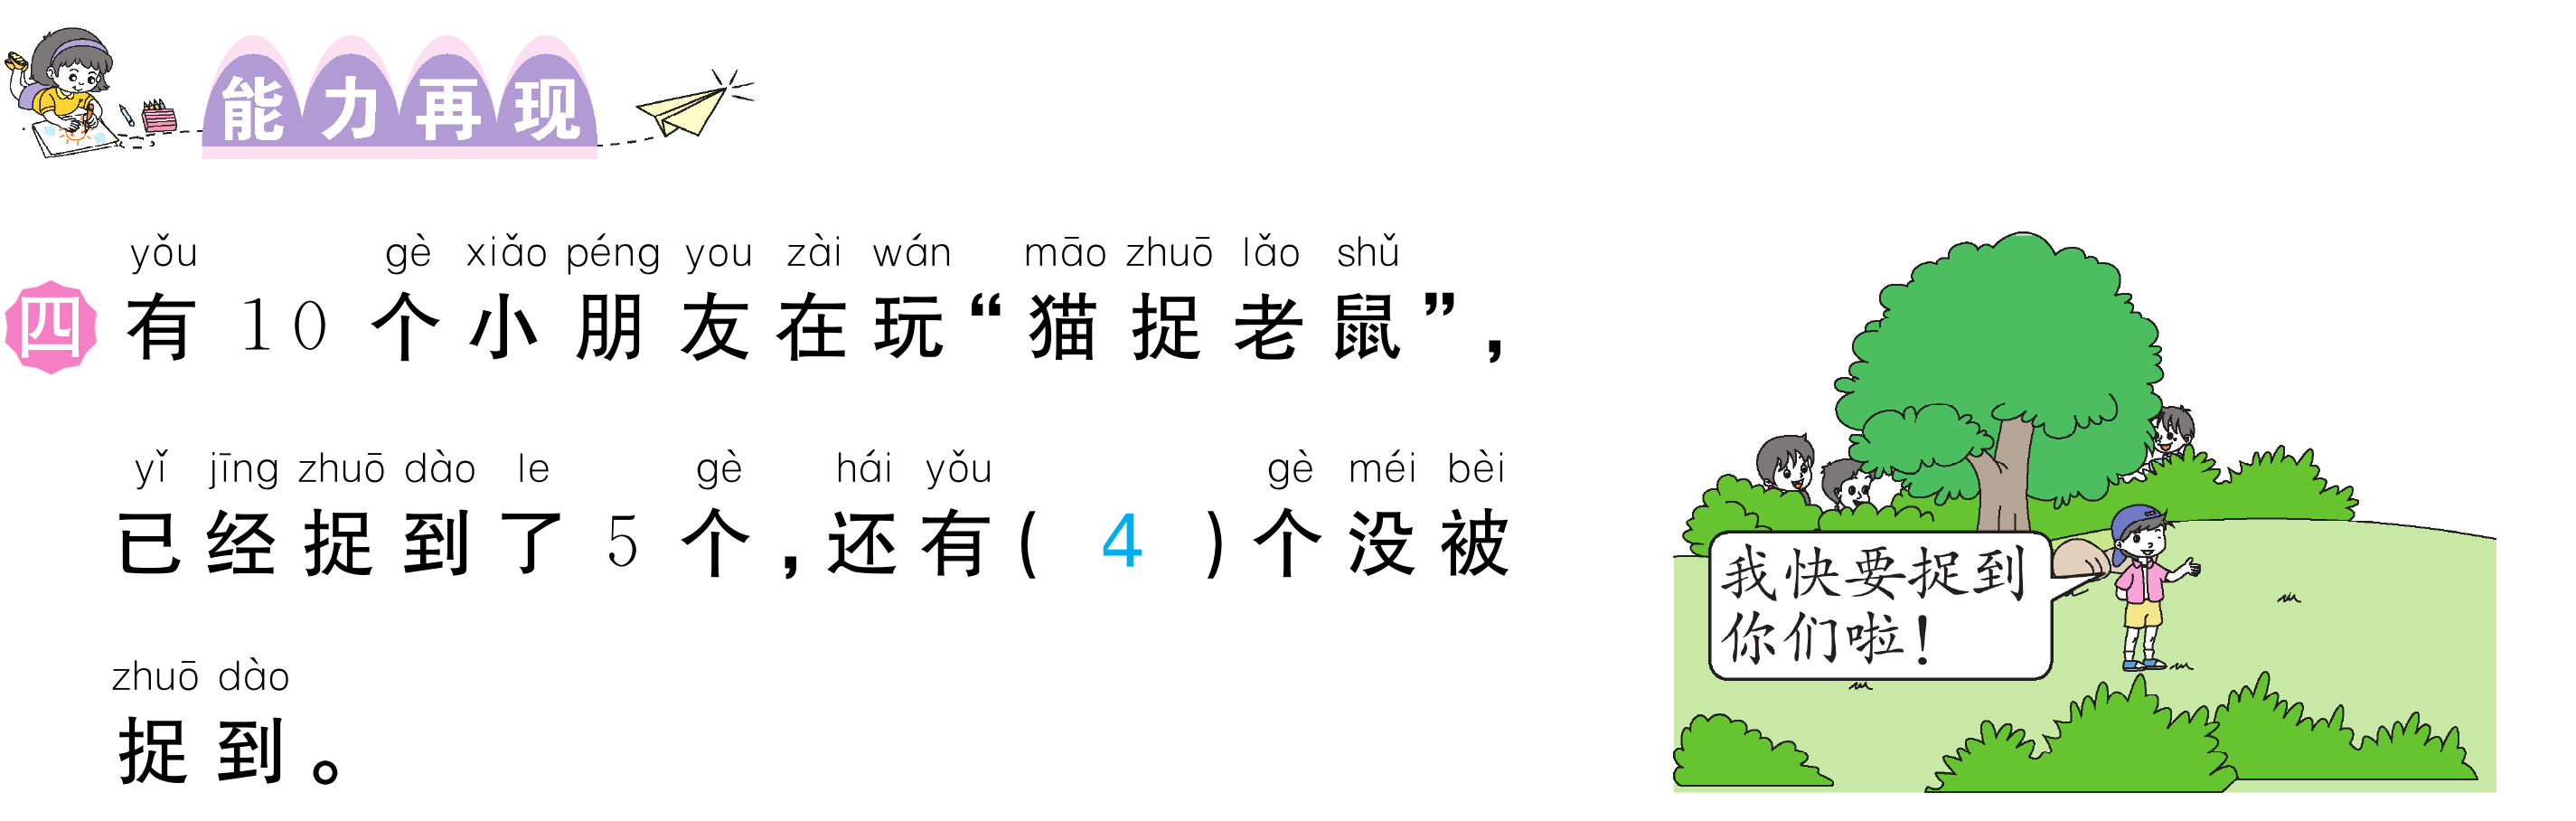 能力再现
yǒu gè xiǎo péng you zài wán māo zhuō lǎo shǔ
四 有 10 个小朋友在玩“猫捉老鼠”，
yǐ jīng zhuō dào le gè hái yǒu gè méi bèi
已经捉到了 5 个，还有( 4 )个没被
zhuō dào
捉到。
我快要捉到
你们啦！